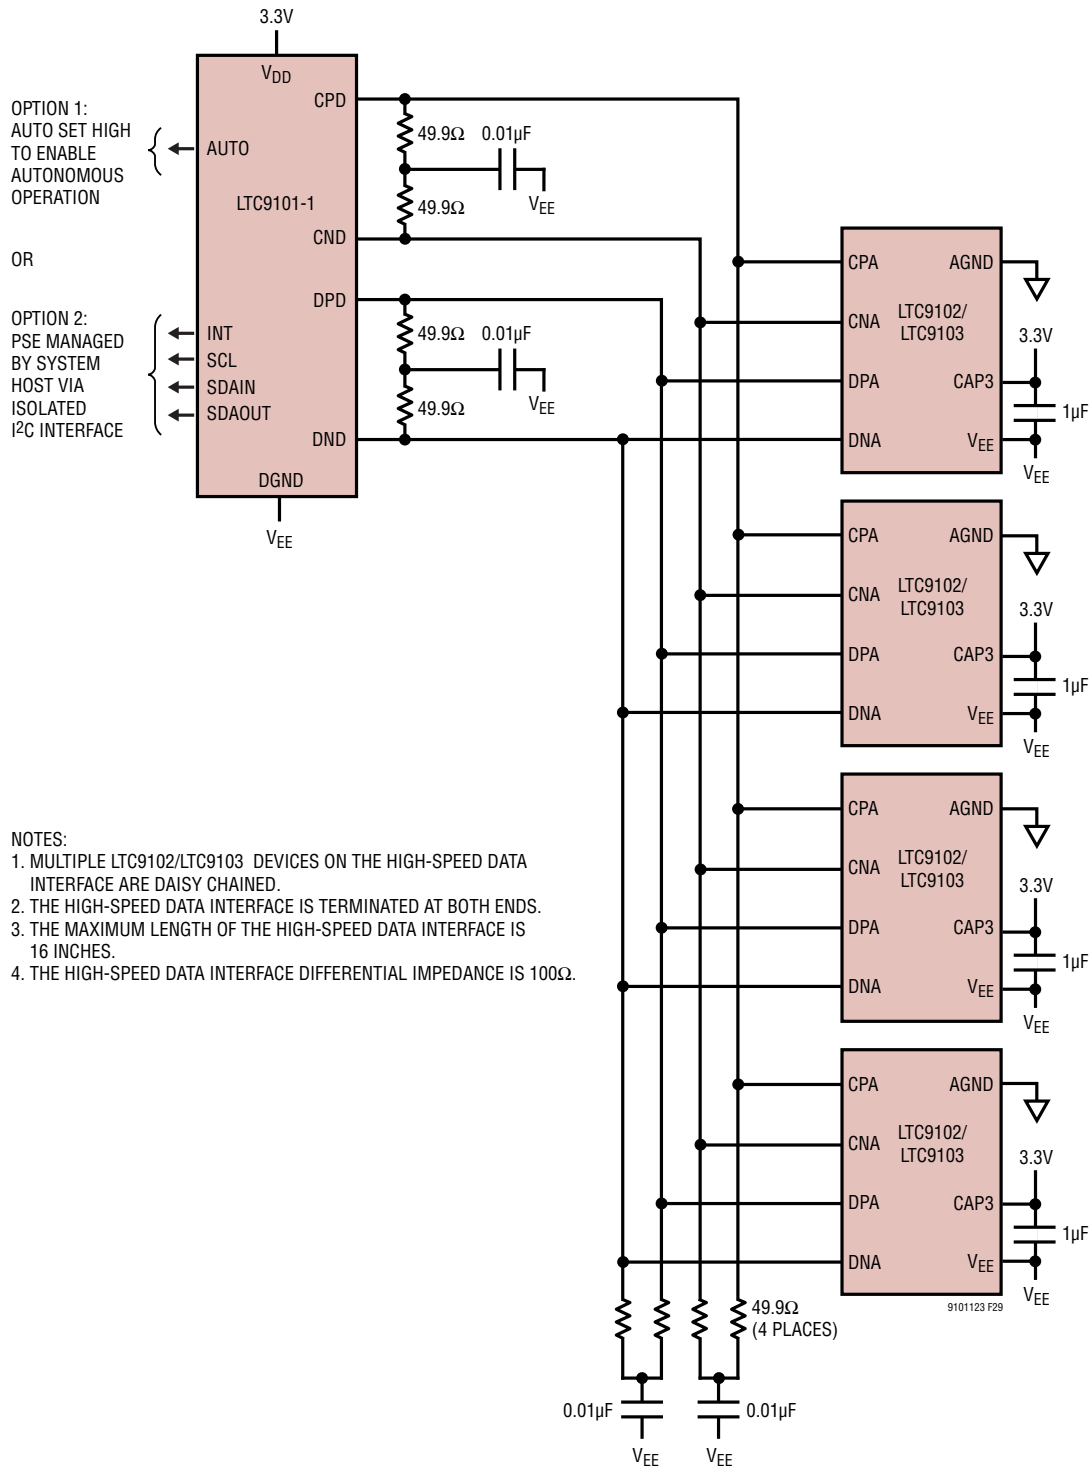 3.3V
VDD
CPD
OPTION 1:
AUTO SET HIGH
TO ENABLE
AUTONOMOUS
OPERATION
AUTO
LTC9101-1
49.9Ω
0.01µF
VEE
49.9Ω
CND
OR
DPD
OPTION 2:
PSE MANAGED
BY SYSTEM
HOST VIA
ISOLATED
I2C INTERFACE
INT
SCL
SDAIN
SDAOUT
49.9Ω
0.01µF
VEE
49.9Ω
DND
DGND
VEE
CPA
AGND
LTC9102/
LTC9103
CNA
3.3V
DPA
CAP3
1µF
DNA
VEE
VEE
CPA
AGND
LTC9102/
LTC9103
CNA
3.3V
DPA
CAP3
1µF
DNA
VEE
VEE
CPA
AGND
LTC9102/
LTC9103
CNA
3.3V
DPA
CAP3
1µF
DNA
VEE
VEE
NOTES:
1. MULTIPLE LTC9102/LTC9103 DEVICES ON THE HIGH-SPEED DATA
INTERFACE ARE DAISY CHAINED.
2. THE HIGH-SPEED DATA INTERFACE IS TERMINATED AT BOTH ENDS.
3. THE MAXIMUM LENGTH OF THE HIGH-SPEED DATA INTERFACE IS
16 INCHES.
4. THE HIGH-SPEED DATA INTERFACE DIFFERENTIAL IMPEDANCE IS 100Ω.
CPA
AGND
LTC9102/
LTC9103
CNA
3.3V
DPA
CAP3
1µF
DNA
VEE
VEE
9101123 F29
49.9Ω
(4 PLACES)
0.01µF
0.01µF
VEE
VEE